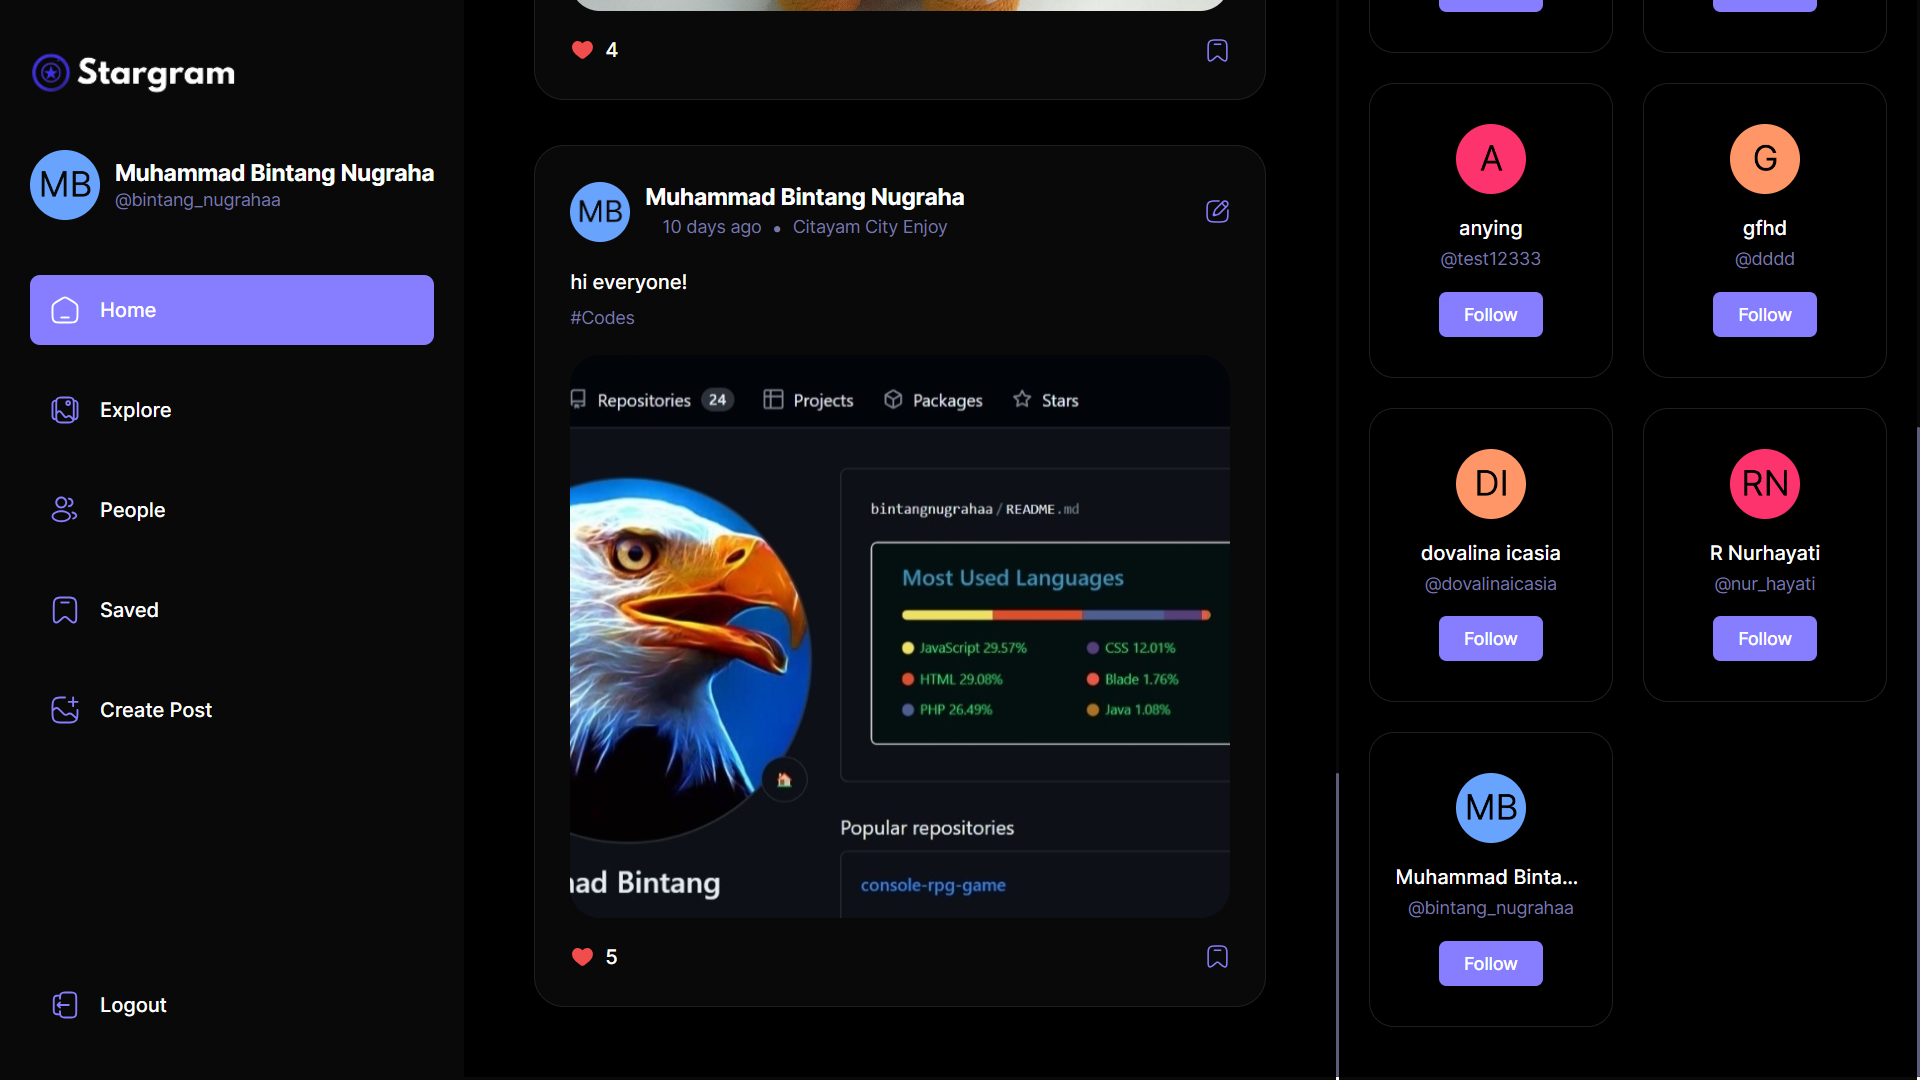 Stargram
MB
Muhammad Bintang Nugraha
@bintang_nugrahaa
Home
Explore
People
Saved
Create Post
Logout
4
MB
Muhammad Bintang Nugraha
10 days ago • Citayam City Enjoy
hi everyone!
#Codes
Repositories 24 Projects Packages Stars
bintangnugrahaa/README.md
Most Used Languages
JavaScript 29.57% CSS 12.01%
HTML 29.08% Blade 1.76%
PHP 26.49% Java 1.08%
Popular repositories
ad Bintang
console-rpg-game
5
A
anying
@test12333
Follow
G
gfhd
@dddd
Follow
DI
dovalina icasia
@dovalinaicasia
Follow
RN
R Nurhayati
@nur_hayati
Follow
MB
Muhammad Binta...
@bintang_nugrahaa
Follow